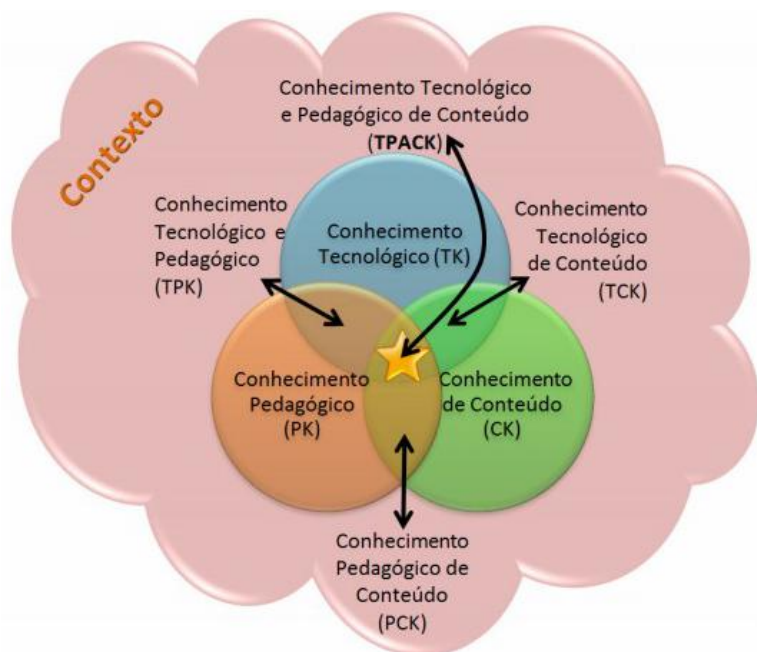 Contexto
Conhecimento Tecnológico
e Pedagógico de Conteúdo
(TPACK)
Conhecimento
Tecnológico e
Pedagógico
(TPK)
Conhecimento
Tecnológico (TK)
Conhecimento
Tecnológico
de Conteúdo
(TCK)
Conhecimento
Pedagógico
(PK)
Conhecimento
de Conteúdo
(CK)
Conhecimento
Pedagógico de
Conteúdo
(PCK)